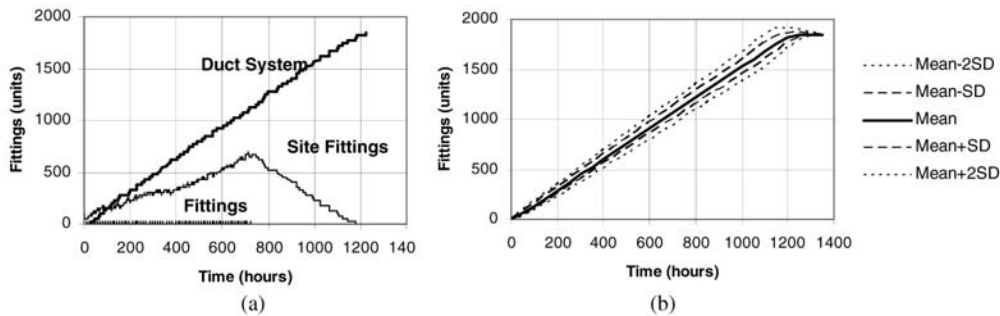 2000
1500
1000
500
0
Fittings (units)
Duct System
Site Fittings
Fittings
0 200 400 600 800 1000 1200 140
Time (hours)
(a)
2000
1500
1000
500
0
Fittings (units)
0 200 400 600 800 1000 1200 1400
Time (hours)
(b)
Mean-2SD
Mean-SD
Mean
Mean+SD
Mean+2SD